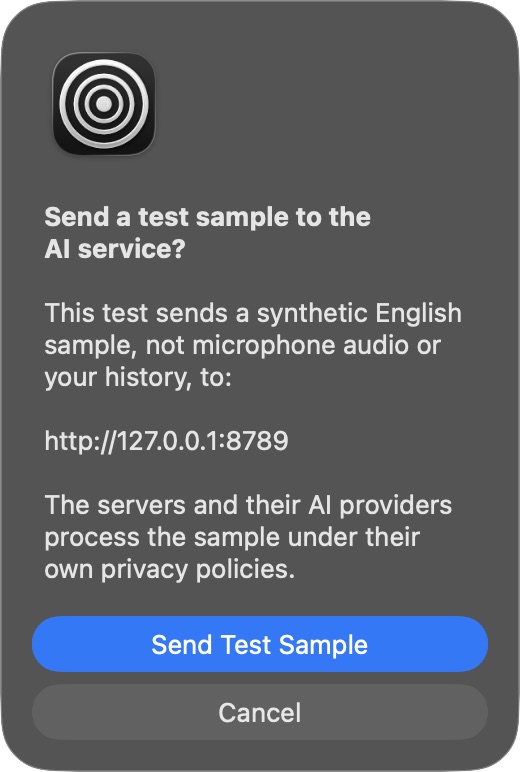 Send a test sample to the
AI service?
This test sends a synthetic English
sample, not microphone audio or
your history, to:
http://127.0.0.1:8789
The servers and their AI providers
process the sample under their
own privacy policies.
Send Test Sample
Cancel